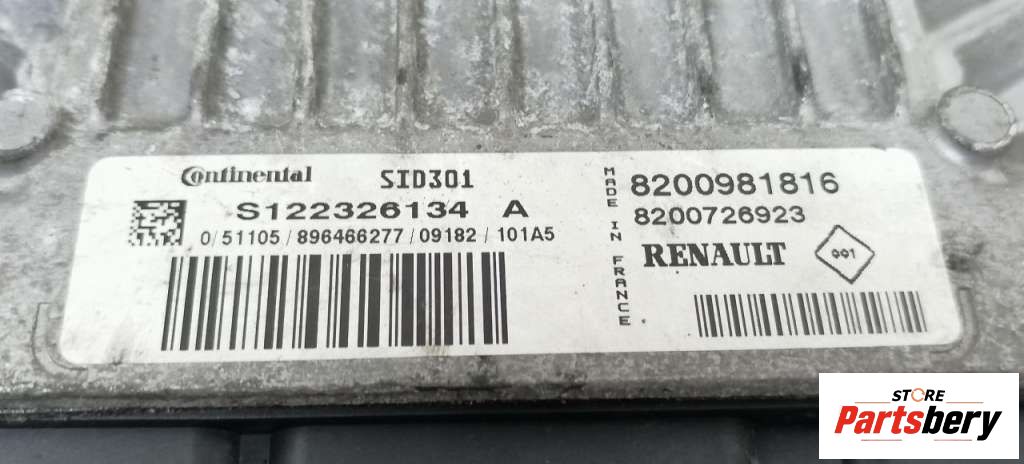 Continental SID301
S122326134 A
0/51105/896466277/09182/101A5
MADE IN FRANCE
8200981816
8200726923
RENAULT 001
STORE
Partsbery